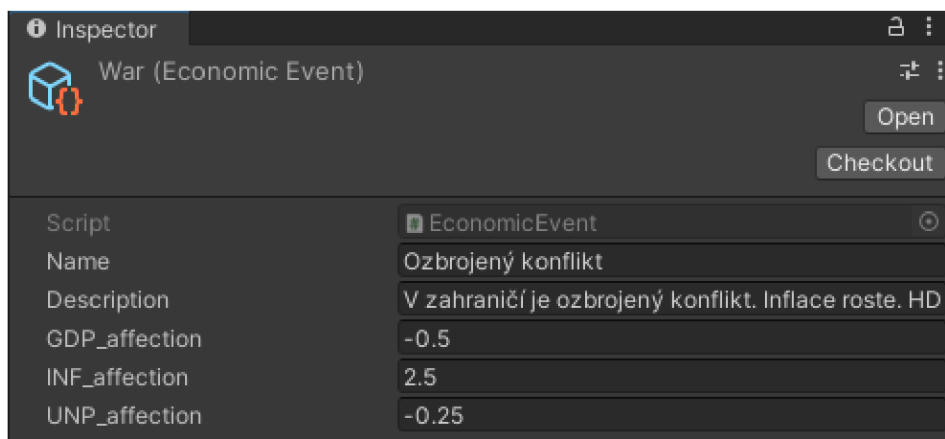 Inspector
War (Economic Event)
Open
Checkout
Script EconomicEvent
Name Ozbrojený konflikt
Description V zahraničí je ozbrojený konflikt. Inflace roste. HD
GDP_affection -0.5
INF_affection 2.5
UNP_affection -0.25